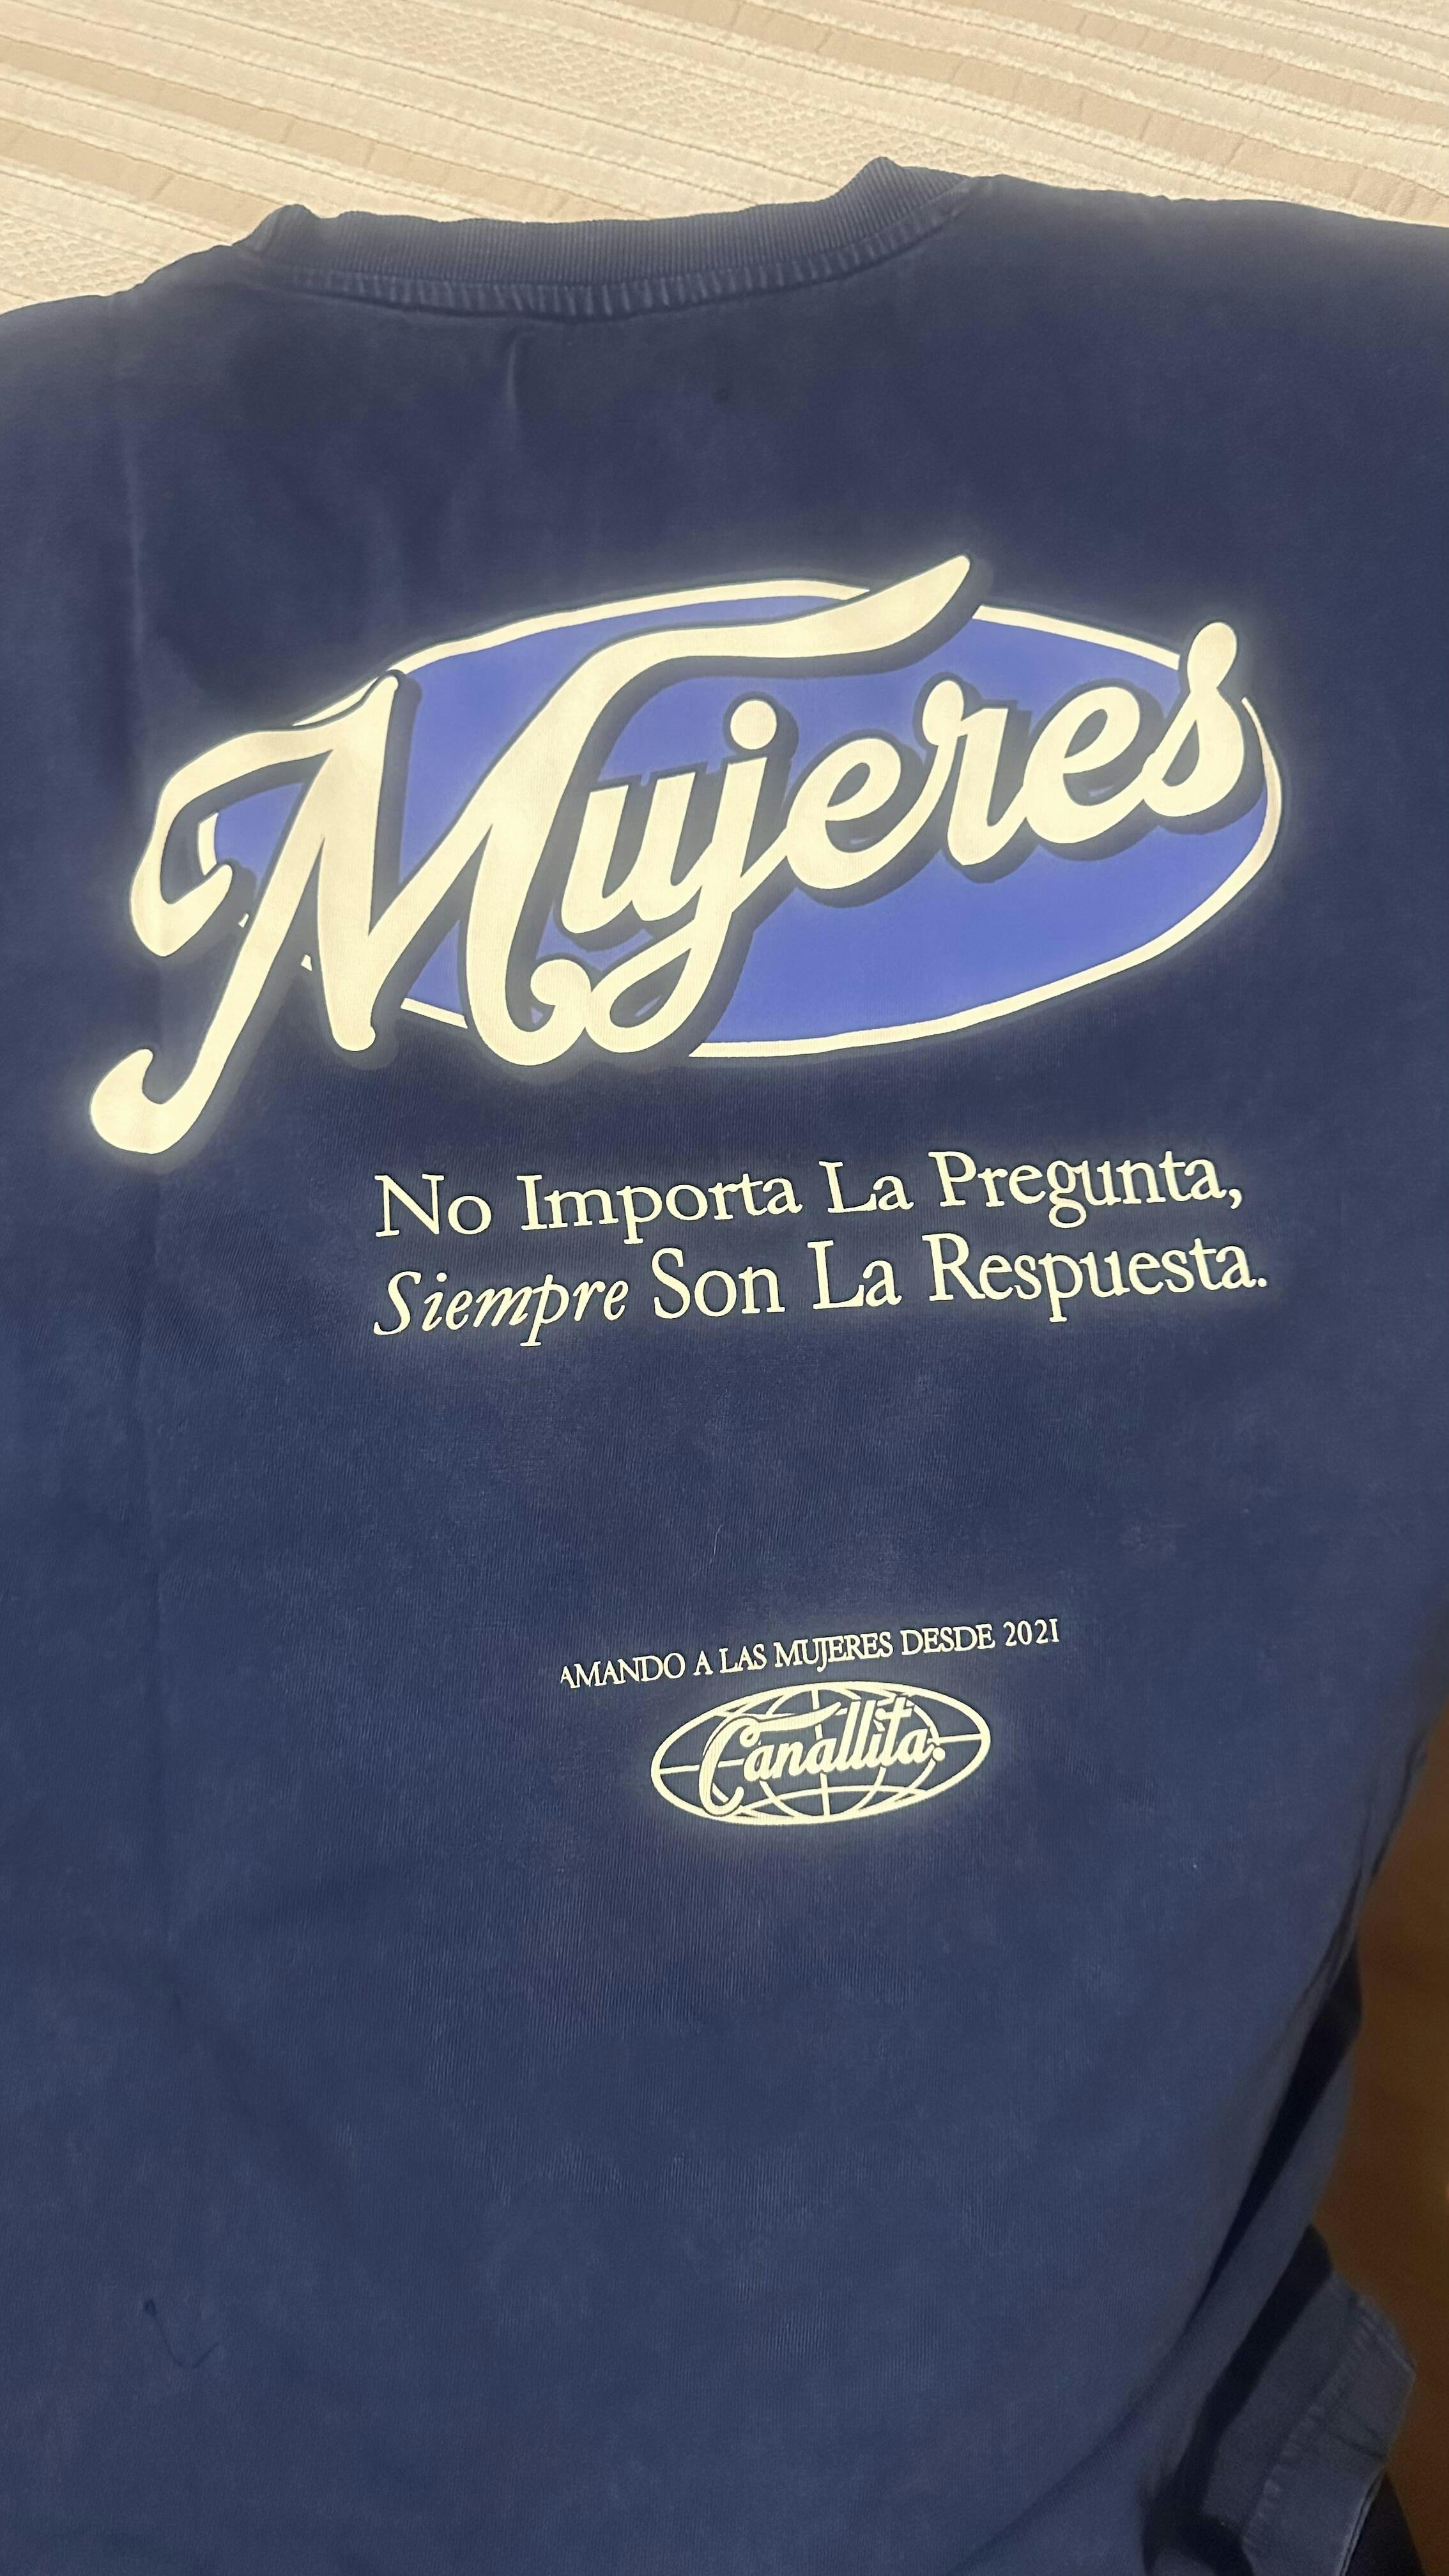 Mujeres
No Importa La Pregunta,
Siempre Son La Respuesta.
AMANDO A LAS MUJERES DESDE 2021
Canallita.